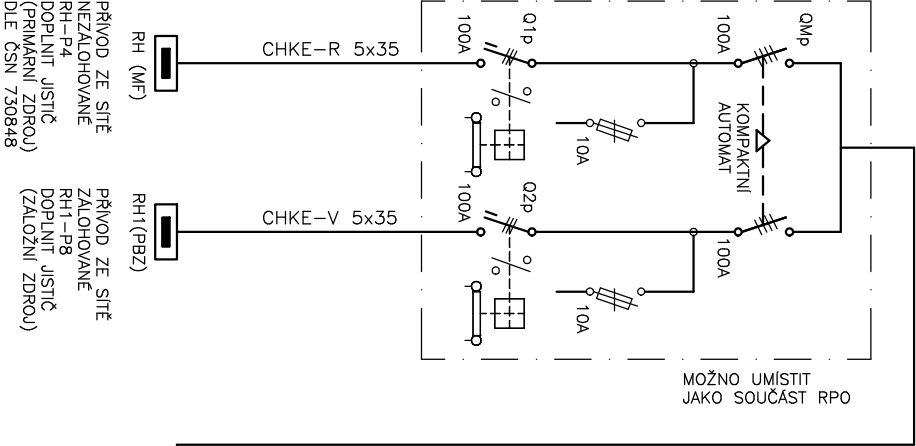 PŘÍVOD ZE SÍTĚ
NEZÁLOHOVANÉ
RH-P4
DOPLNIT JISTIČ
(PRIMÁRNÍ ZDROJ)
DLE ČSN 730848
RH (MF)
CHKE-R 5x35
100A
Q1p
10A
100A
QMp
KOMPAKTNÍ
AUTOMAT
PŘÍVOD ZE SÍTĚ
ZÁLOHOVANÉ
RH1-P8
DOPLNIT JISTIČ
(ZÁLOŽNÍ ZDROJ)
RH1(PBZ)
CHKE-V 5x35
100A
Q2p
10A
100A
MOŽNO UMÍSTIT
JAKO SOUČÁST RPO